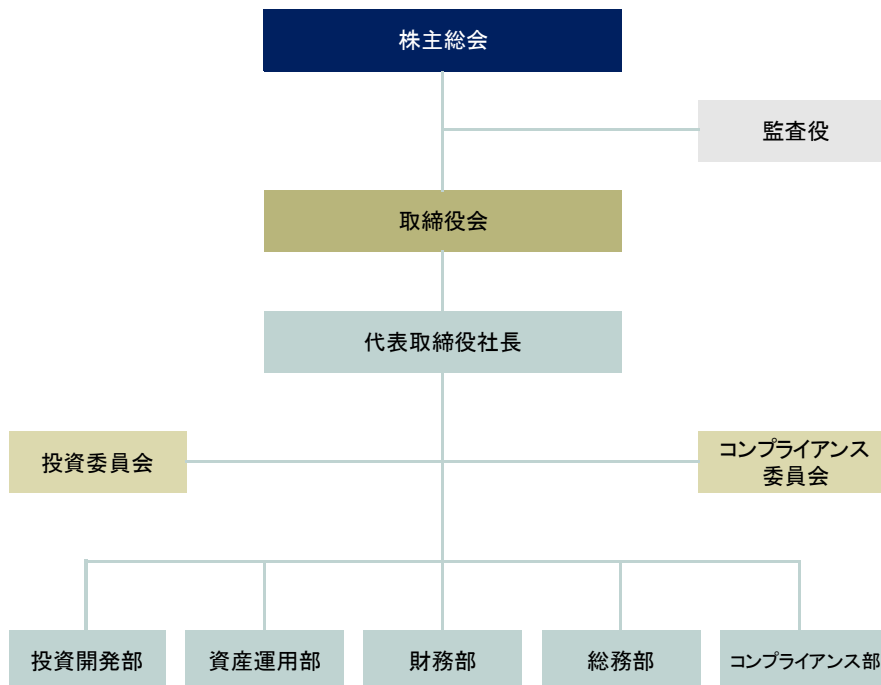 株主総会
監査役
取締役会
代表取締役社長
投資委員会
コンプライアンス
委員会
投資開発部
資産運用部
財務部
総務部
コンプライアンス部